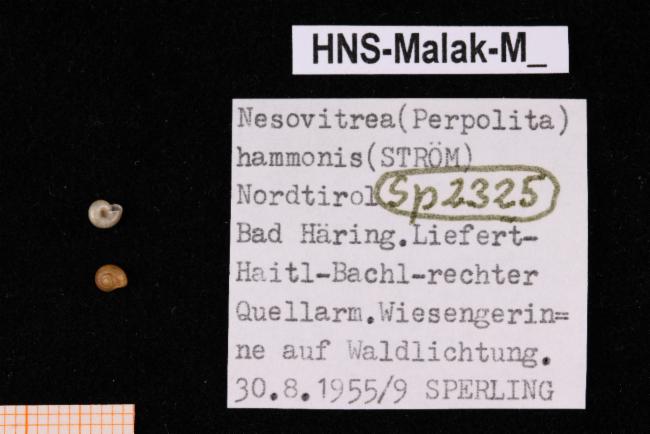 HNS-Malak-M_
Nesovitrea(Perpolita)
hammonis(STRÖM)
Nordtirol Sp2325
Bad Häring.Liefert-
Haitl-Bachl-rechter
Quellarm.Wiesengerin=
ne auf Waldlichtung.
30.8.1955/9 SPERLING